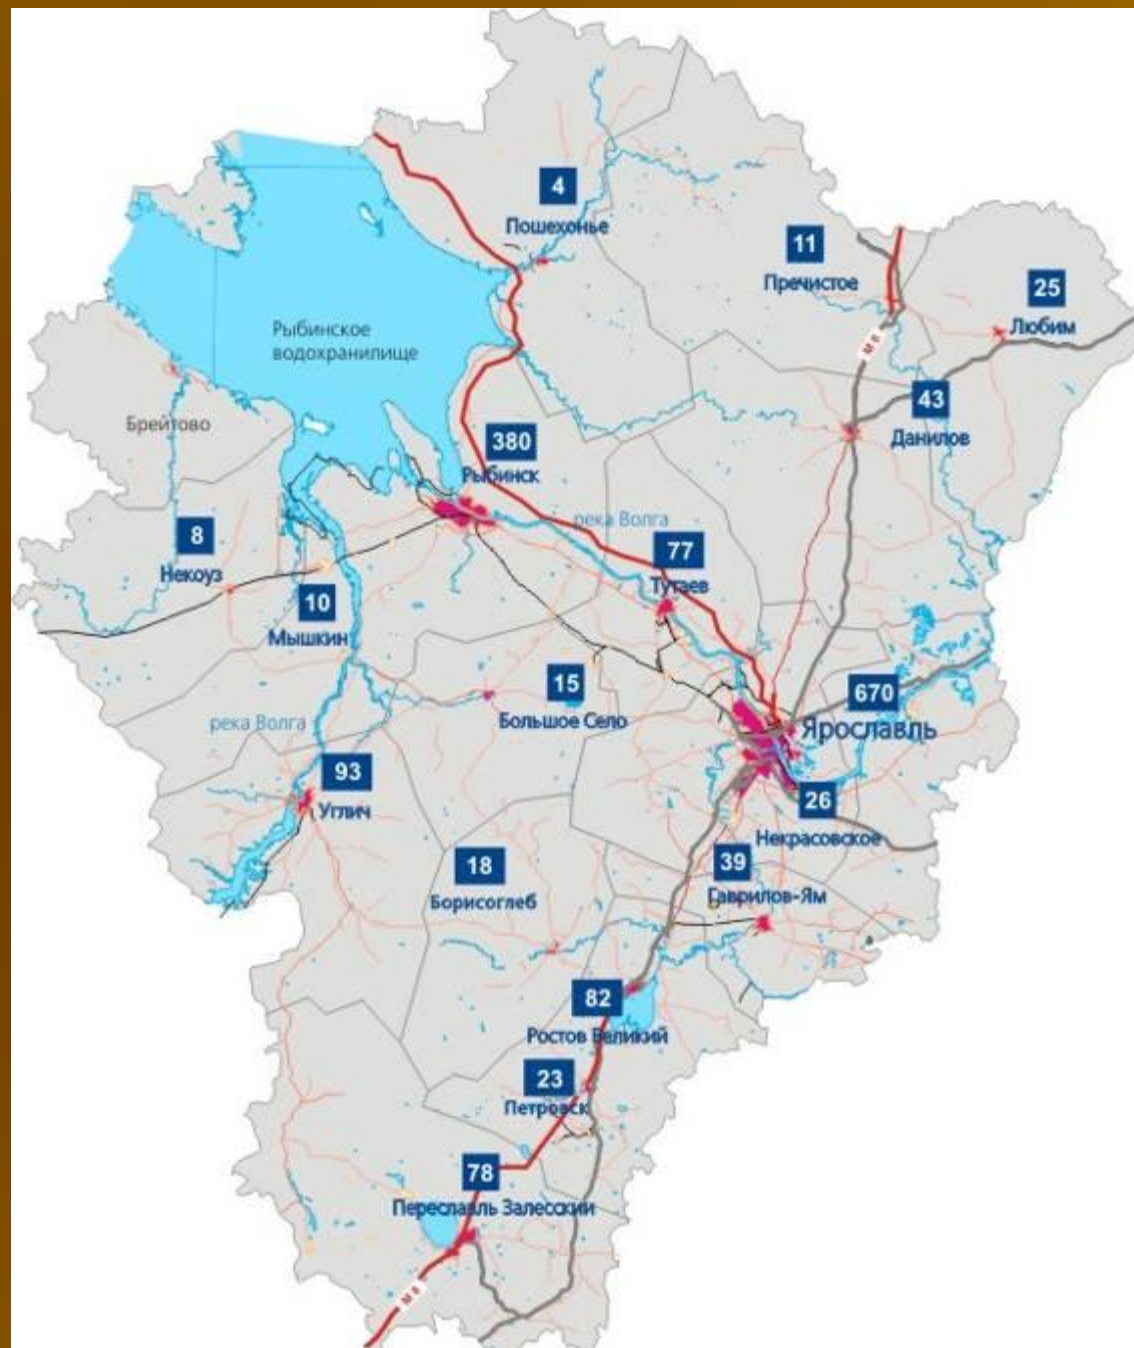 4
Пошехонье
11
Пречистое
25
Любим
Рыбинское
водохранилище
М 8
43
Данилов
Брейтово
380
Рыбинск
река Волга
8
Некоуз
77
Тутаев
10
Мышкин
15
Большое Село
670
Ярославль
река Волга
93
Углич
26
Некрасовское
18
Борисоглеб
39
Гаврилов-Ям
82
Ростов Великий
23
Петровск
78
Переславль Залесский
М 8